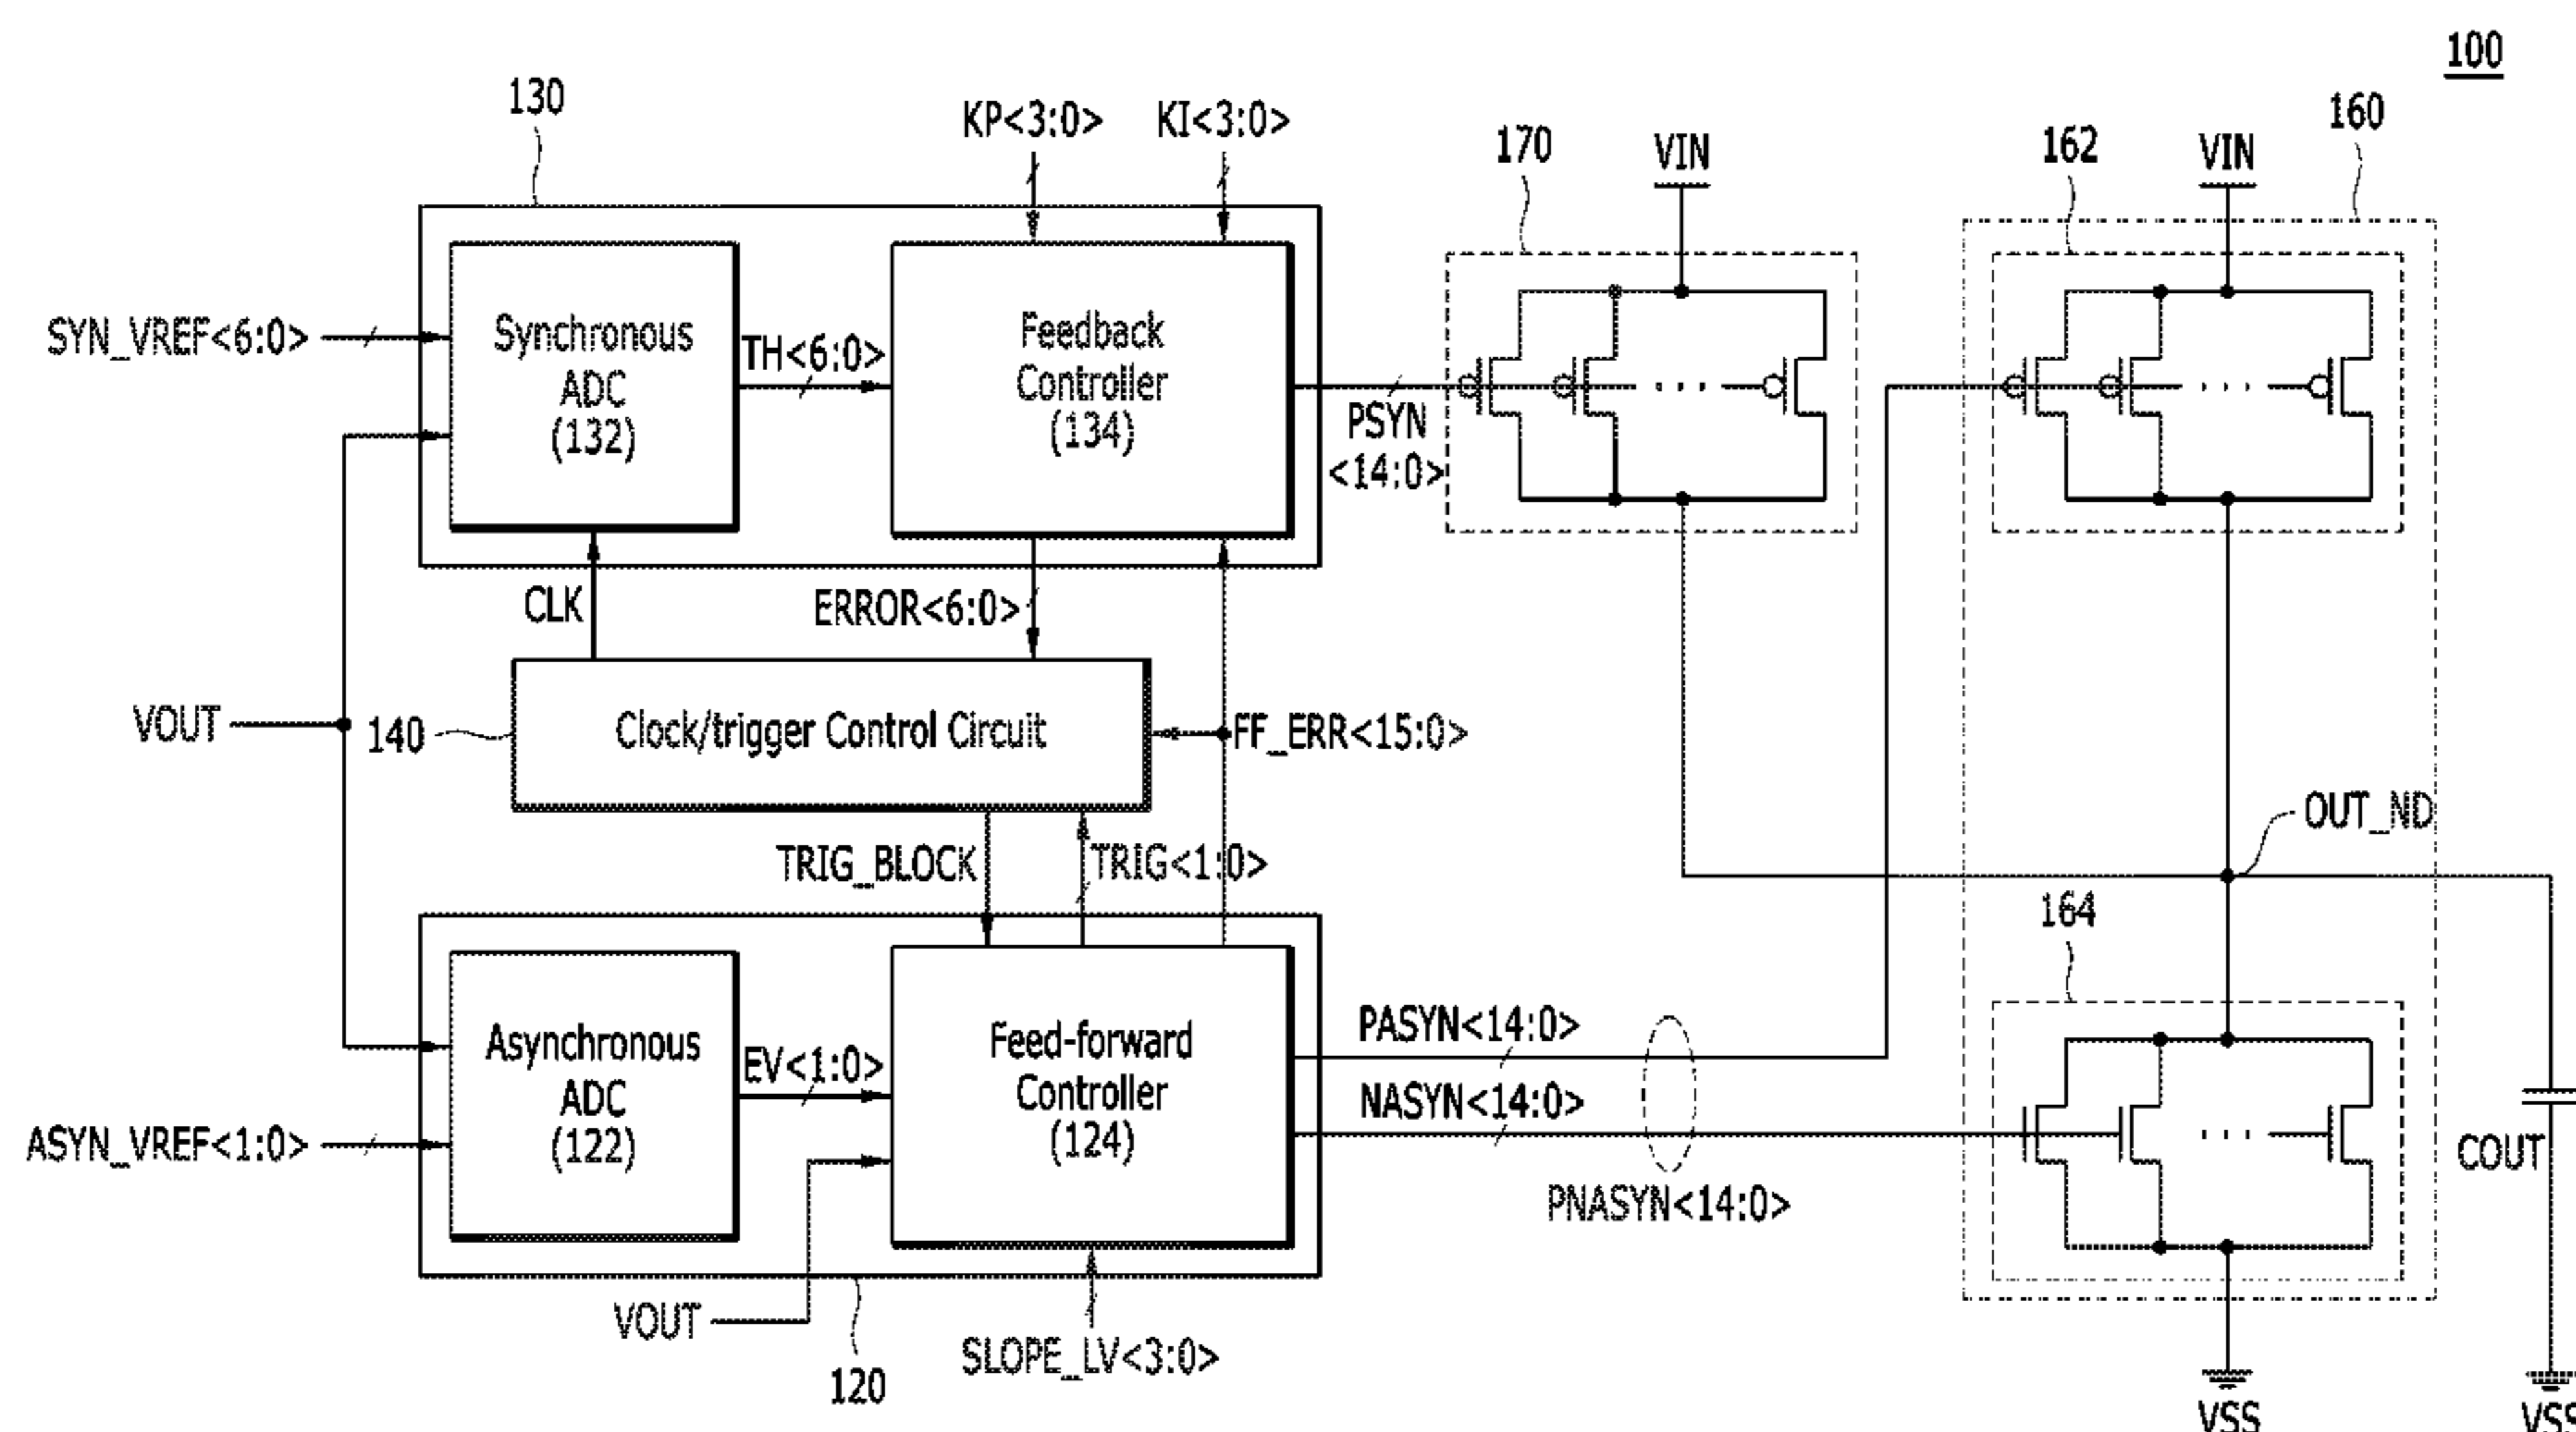 100
130
KP<3:0>
KI<3:0>
170
VIN
162
VIN
160
SYN_VREF<6:0>
Synchronous
ADC
(132)
TH<6:0>
Feedback
Controller
(134)
PSYN
<14:0>
CLK
ERROR<6:0>
VOUT
140
Clock/trigger Control Circuit
FF_ERR<15:0>
OUT_ND
TRIG_BLOCK
TRIG<1:0>
164
ASYN_VREF<1:0>
Asynchronous
ADC
(122)
EV<1:0>
Feed-forward
Controller
(124)
PASYN<14:0>
NASYN<14:0>
PNASYN<14:0>
COUT
VOUT
120
SLOPE_LV<3:0>
VSS
VSS